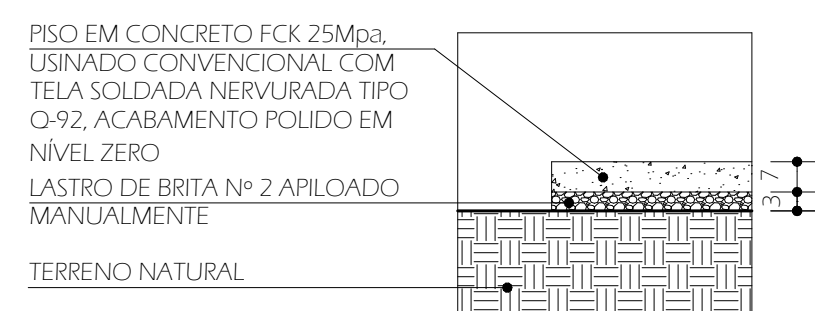 PISO EM CONCRETO FCK 25Mpa,
USINADO CONVENCIONAL COM
TELA SOLDADA NERVURADA TIPO
Q-92, ACABAMENTO POLIDO EM
NÍVEL ZERO
LASTRO DE BRITA Nº 2 APILOADO
MANUALMENTE
TERRENO NATURAL
7
3